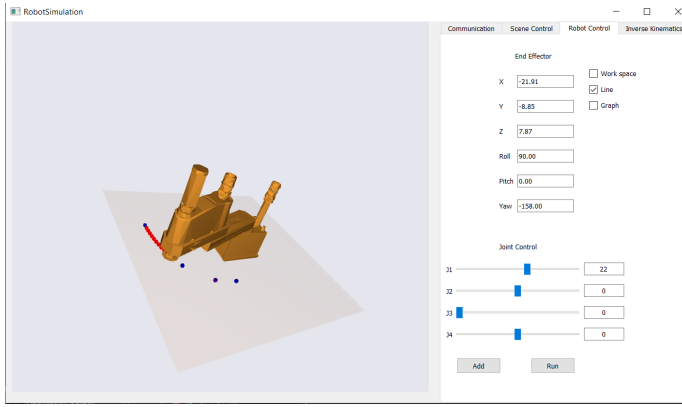 RobotSimulation
Communication Scene Control Robot Control Inverse Kinematics
End Effector
X -21.91 Work space
Line
Y -8.85 Graph
Z 7.87
Roll 90.00
Pitch 0.00
Yaw -158.00
Joint Control
J1 22
J2 0
J3 0
J4 0
Add Run